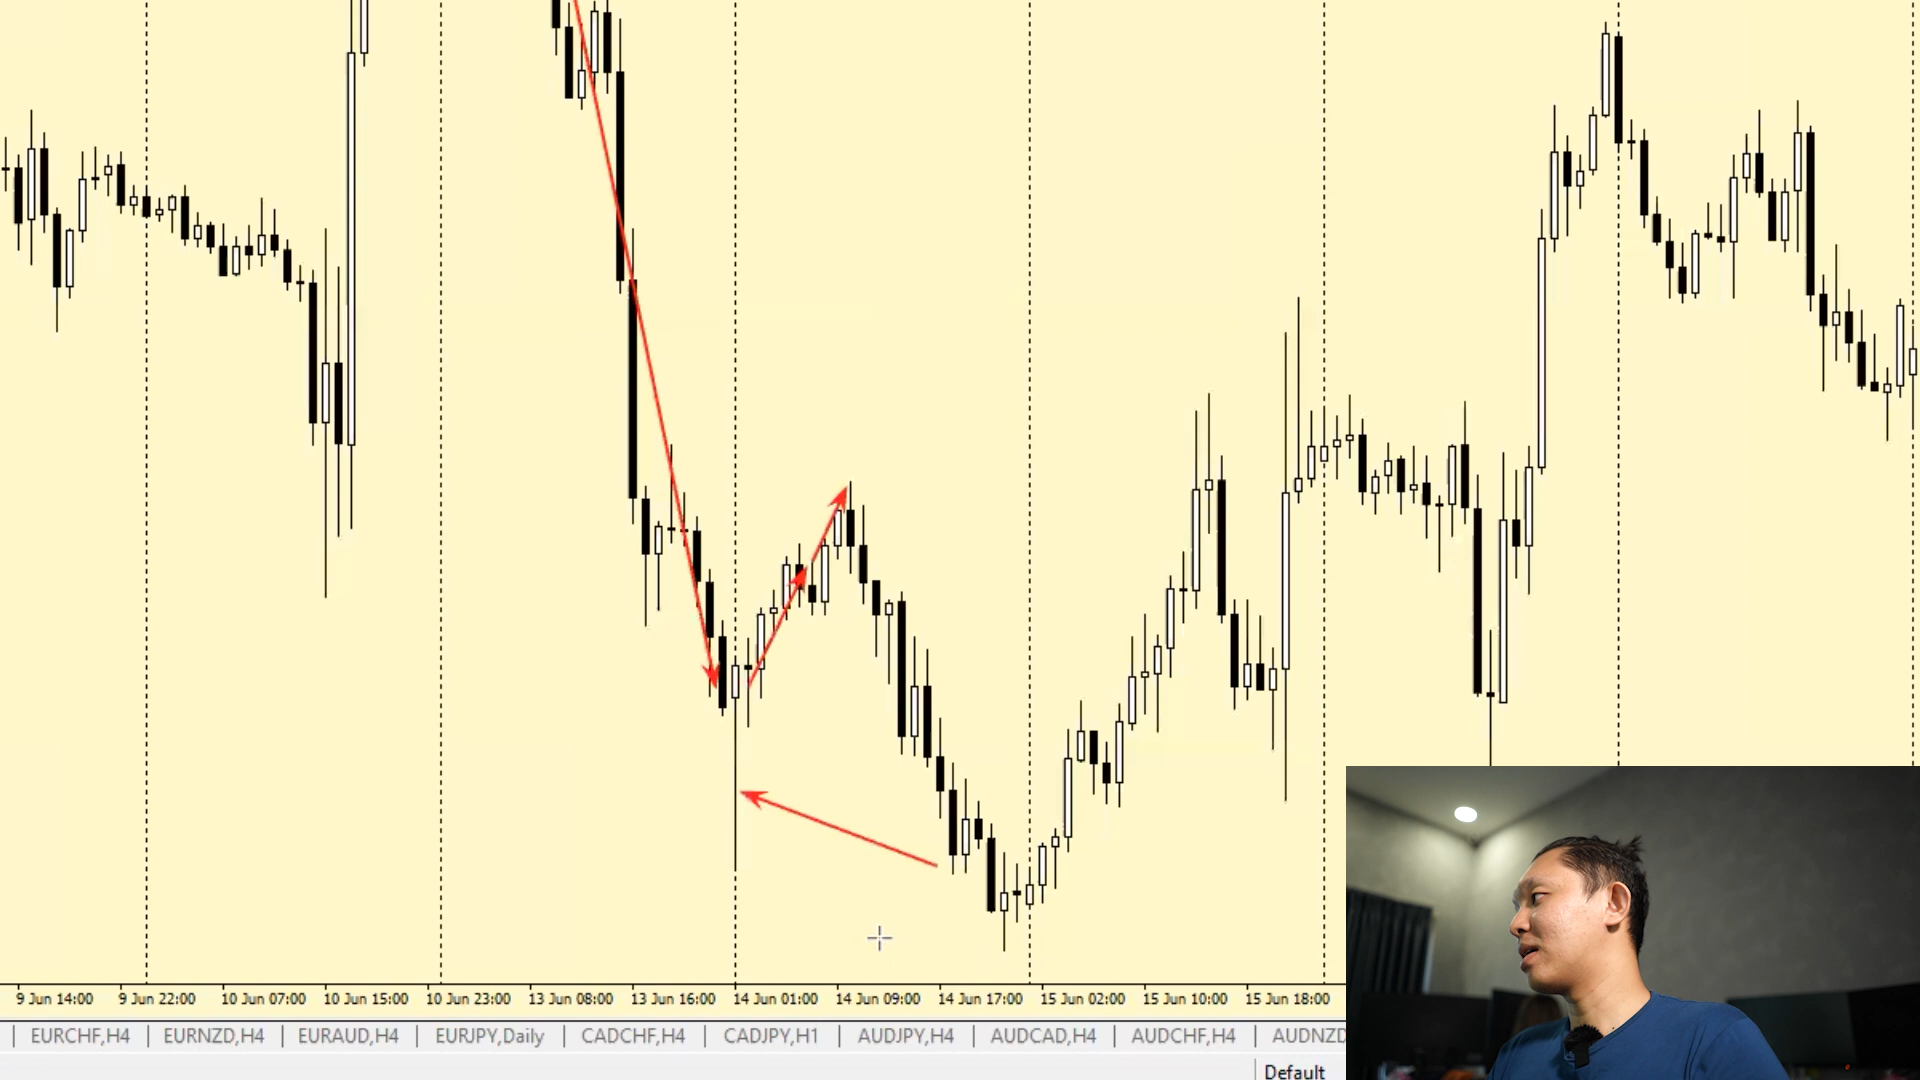 9 Jun 14:00 9 Jun 22:00 10 Jun 07:00 10 Jun 15:00 10 Jun 23:00 13 Jun 08:00 13 Jun 16:00 14 Jun 01:00 14 Jun 09:00 14 Jun 17:00 15 Jun 02:00 15 Jun 10:00 15 Jun 18:00
| EURCHF,H4 | EURNZD,H4 | EURAUD,H4 | EURJPY,Daily | CADCHF,H4 | CADJPY,H1 | AUDJPY,H4 | AUDCAD,H4 | AUDCHF,H4 | AUDNZD
Default